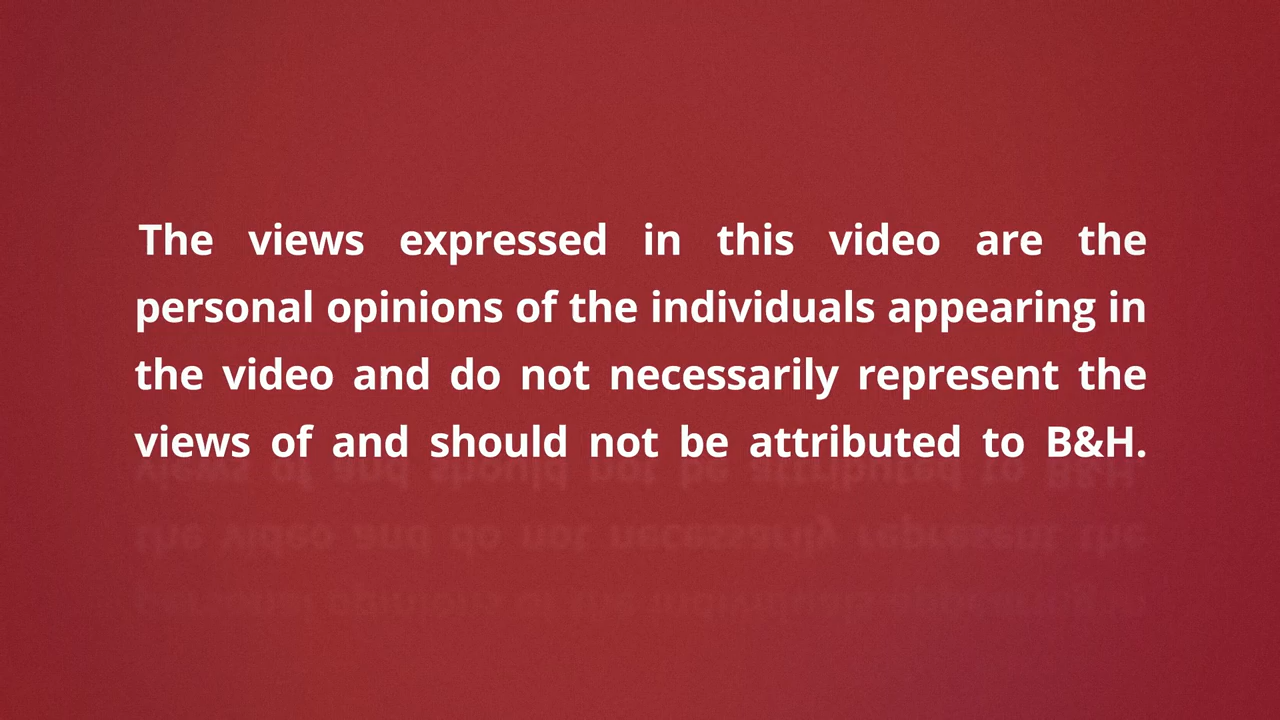 The views expressed in this video are the
personal opinions of the individuals appearing in
the video and do not necessarily represent the
views of and should not be attributed to B&H.